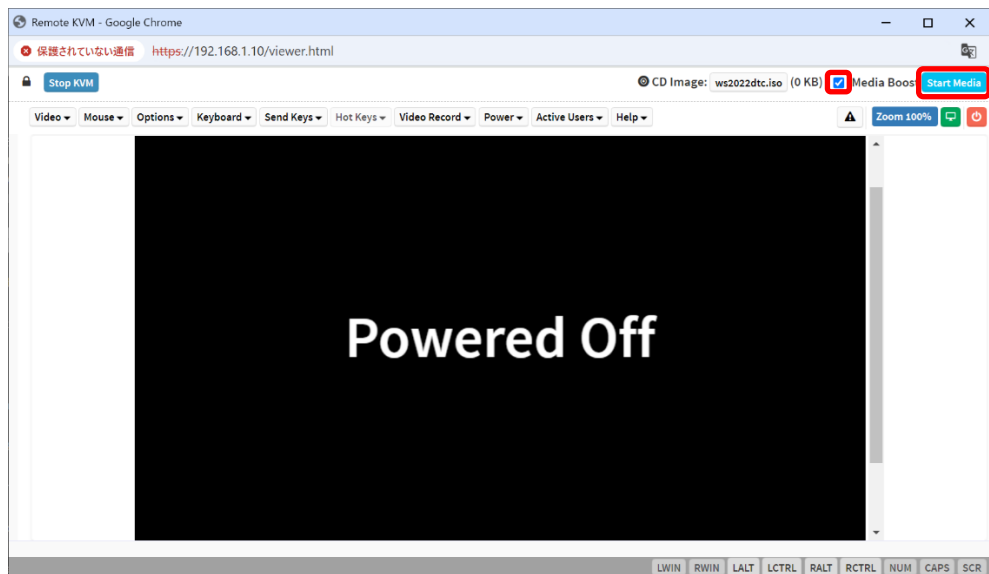 Remote KVM - Google Chrome
保護されていない通信 https://192.168.1.10/viewer.html
Stop KVM CD Image: ws2022dtc.iso (0 KB) Media Boost Start Media
Video Mouse Options Keyboard Send Keys Hot Keys Video Record Power Active Users Help Zoom 100%
Powered Off
LWIN RWIN LALT LCTRL RALT RCTRL NUM CAPS SCR